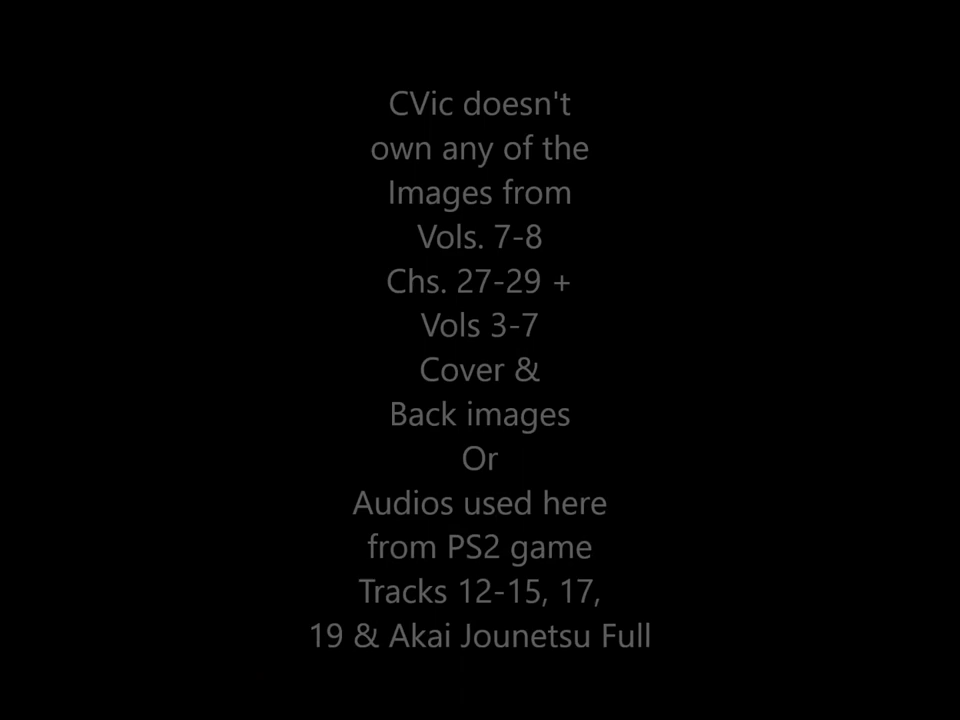 CVic doesn't
own any of the
Images from
Vols. 7-8
Chs. 27-29 +
Vols 3-7
Cover &
Back images
Or
Audios used here
from PS2 game
Tracks 12-15, 17,
19 & Akai Jounetsu Full